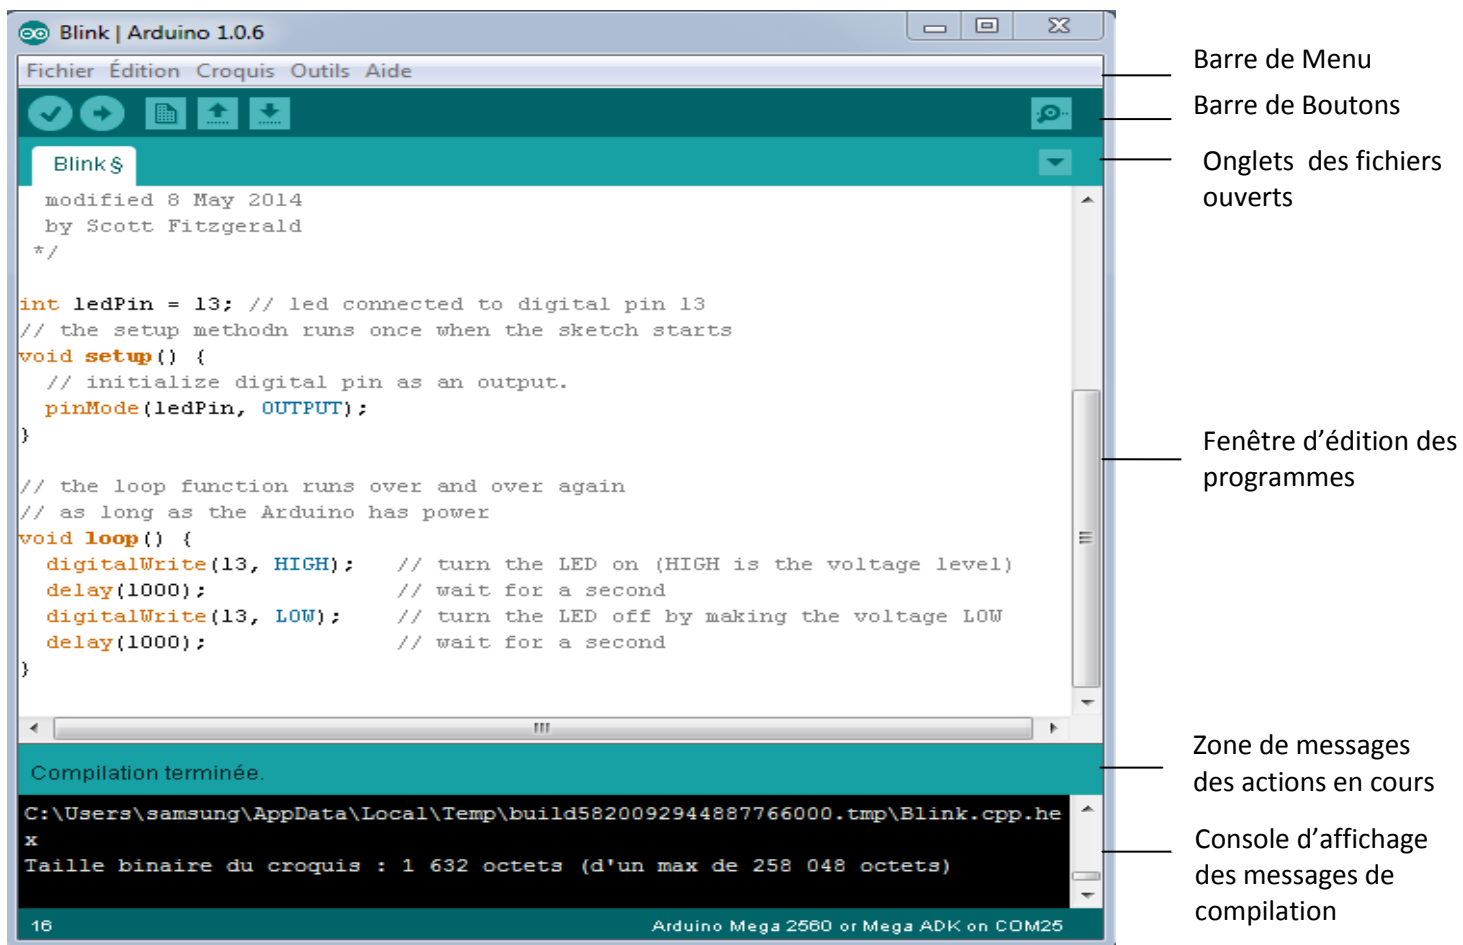 Blink | Arduino 1.0.6
Fichier Édition Croquis Outils Aide
Blink §
modified 8 May 2014
by Scott Fitzgerald
*/
int ledPin = 13; // led connected to digital pin 13
// the setup methodn runs once when the sketch starts
void setup() {
// initialize digital pin as an output.
pinMode(ledPin, OUTPUT);
}
// the loop function runs over and over again
// as long as the Arduino has power
void loop() {
digitalWrite(13, HIGH);   // turn the LED on (HIGH is the voltage level)
delay(1000);              // wait for a second
digitalWrite(13, LOW);    // turn the LED off by making the voltage LOW
delay(1000);              // wait for a second
}
Compilation terminée.
C:\Users\samsung\AppData\Local\Temp\build5820092944887766000.tmp\Blink.cpp.he
x
Taille binaire du croquis : 1 632 octets (d'un max de 258 048 octets)
16
Arduino Mega 2560 or Mega ADK on COM25
Barre de Menu
Barre de Boutons
Onglets des fichiers
ouverts
Fenêtre d’édition des
programmes
Zone de messages
des actions en cours
Console d’affichage
des messages de
compilation